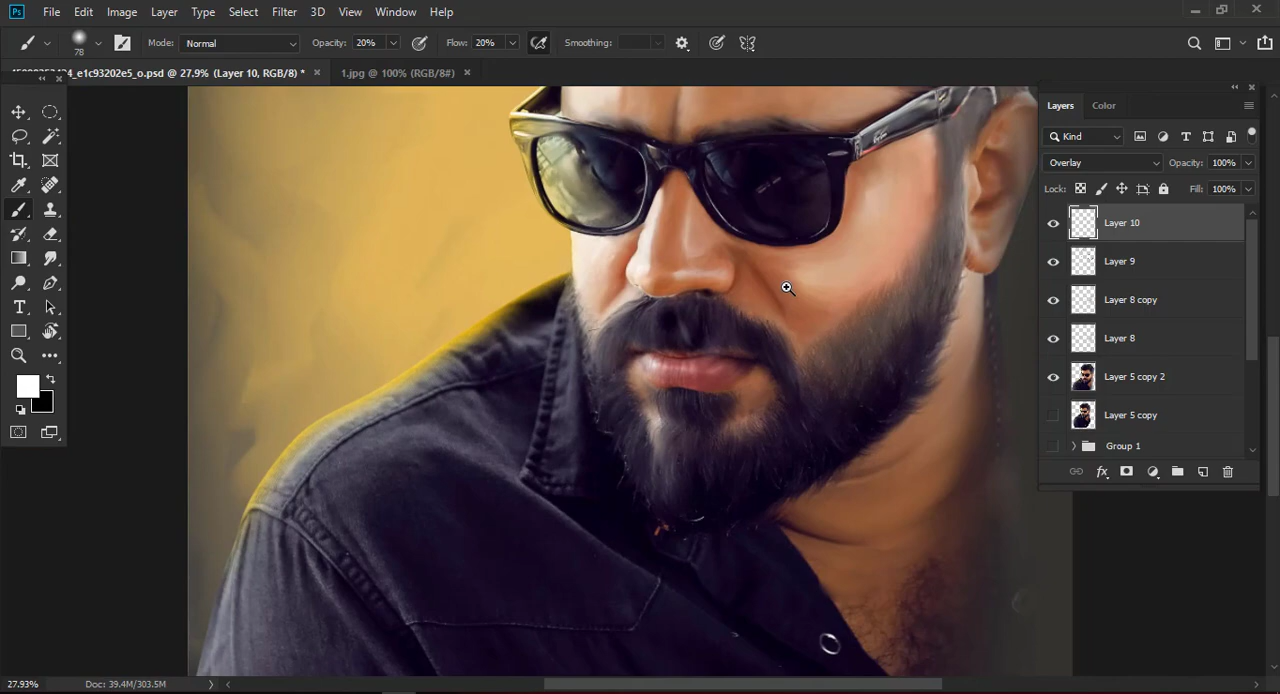 Ps File Edit Image Layer Type Select Filter 3D View Window Help
78 Mode: Normal Opacity: 20% Flow: 20% Smoothing:
_e1c93202e5_o.psd @ 27.9% (Layer 10, RGB/8) * × 1.jpg @ 100% (RGB/8#) ×
Layers Color
Kind
Overlay Opacity: 100%
Lock: Fill: 100%
Layer 10
Layer 9
Layer 8 copy
Layer 8
Layer 5 copy 2
Layer 5 copy
Group 1
fx
27.93% Doc: 39.4M/303.5M